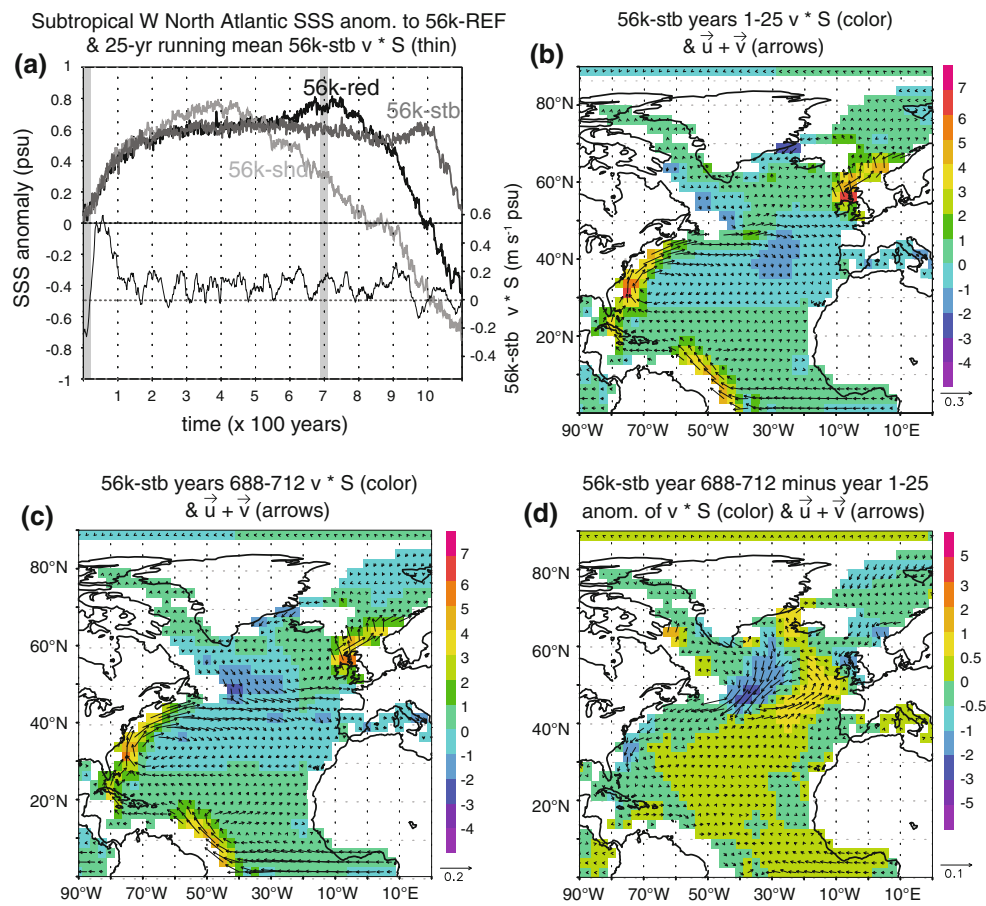 Subtropical W North Atlantic SSS anom. to 56k-REF
& 25-yr running mean 56k-stb v * S (thin)
(a)
SSS anomaly (psu)
1
0.8
0.6
0.4
0.2
0
-0.2
-0.4
-0.6
-0.8
-1
56k-red
56k-stb
56k-shd
0.6
0.4
0.2
0
-0.2
-0.4
56k-stb v * S (m s⁻¹ psu)
1 2 3 4 5 6 7 8 9 10
time (x 100 years)
56k-stb years 1-25 v * S (color)
& u + v (arrows)
(b)
80°N
60°N
40°N
20°N
90°W 70°W 50°W 30°W 10°W 10°E
7
6
5
4
3
2
1
0
-1
-2
-3
-4
0.3
56k-stb years 688-712 v * S (color)
& u + v (arrows)
(c)
80°N
60°N
40°N
20°N
90°W 70°W 50°W 30°W 10°W 10°E
7
6
5
4
3
2
1
0
-1
-2
-3
-4
0.2
56k-stb year 688-712 minus year 1-25
anom. of v * S (color) & u + v (arrows)
(d)
80°N
60°N
40°N
20°N
90°W 70°W 50°W 30°W 10°W 10°E
5
3
2
1
0.5
0
-0.5
-1
-2
-3
-5
0.1